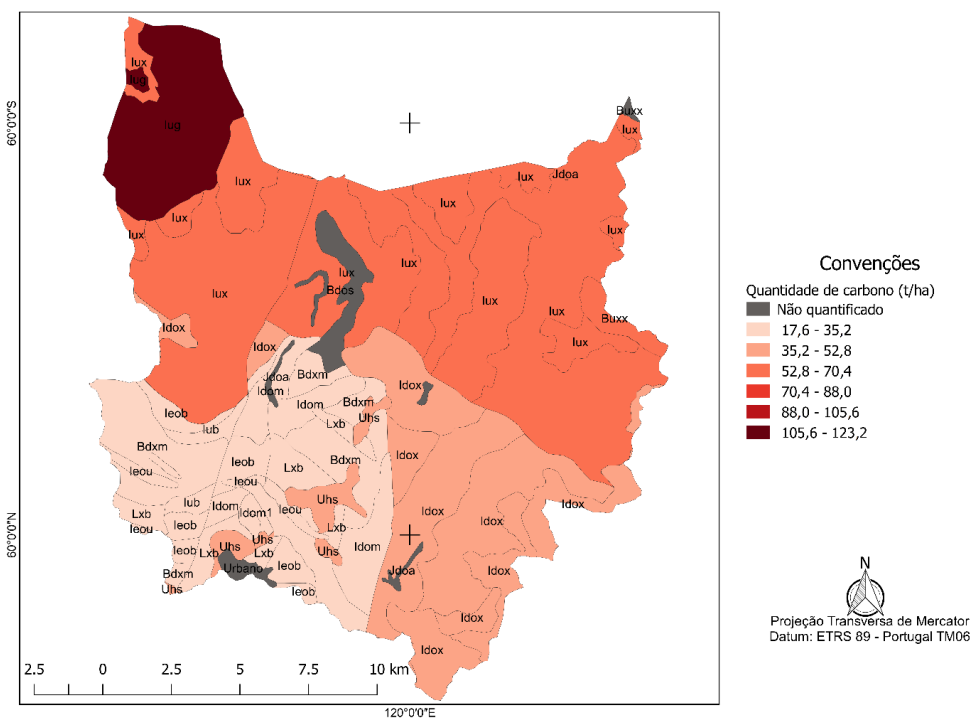 60°0'0"S
60°0'0"N
Iux
Iug
Iug
Buxx
Iux
Iux
Jdoa
Iux
Iux
Iux
Iux
Iux
Iux
Iux
Iux
Bdos
Iux
Iux
Iux
Buxx
Idox
Iux
Idox
Jdoa
Bdxm
Idox
Idom
Idom
Bdxm
Ieob
Uhs
Iub
Lxb
Bdxm
Idox
Ieob
Lxb
Bdxm
Ieou
Ieou
Uhs
Iub
Idom
Idom1
Ieou
Idox
Idox
Lxb
Ieou
Ieob
Lxb
Idox
Uhs
Uhs
Ieob
Lxb
Lxb
Uhs
Idom
Urbano
Ieob
Jdoa
Idox
Bdxm
Uhs
Ieob
Idox
Idox
2.5 0 2.5 5 7.5 10 km
120°0'0"E
Convenções
Quantidade de carbono (t/ha)
Não quantificado
17,6 - 35,2
35,2 - 52,8
52,8 - 70,4
70,4 - 88,0
88,0 - 105,6
105,6 - 123,2
N
Projeção Transversa de Mercator
Datum: ETRS 89 - Portugal TM06